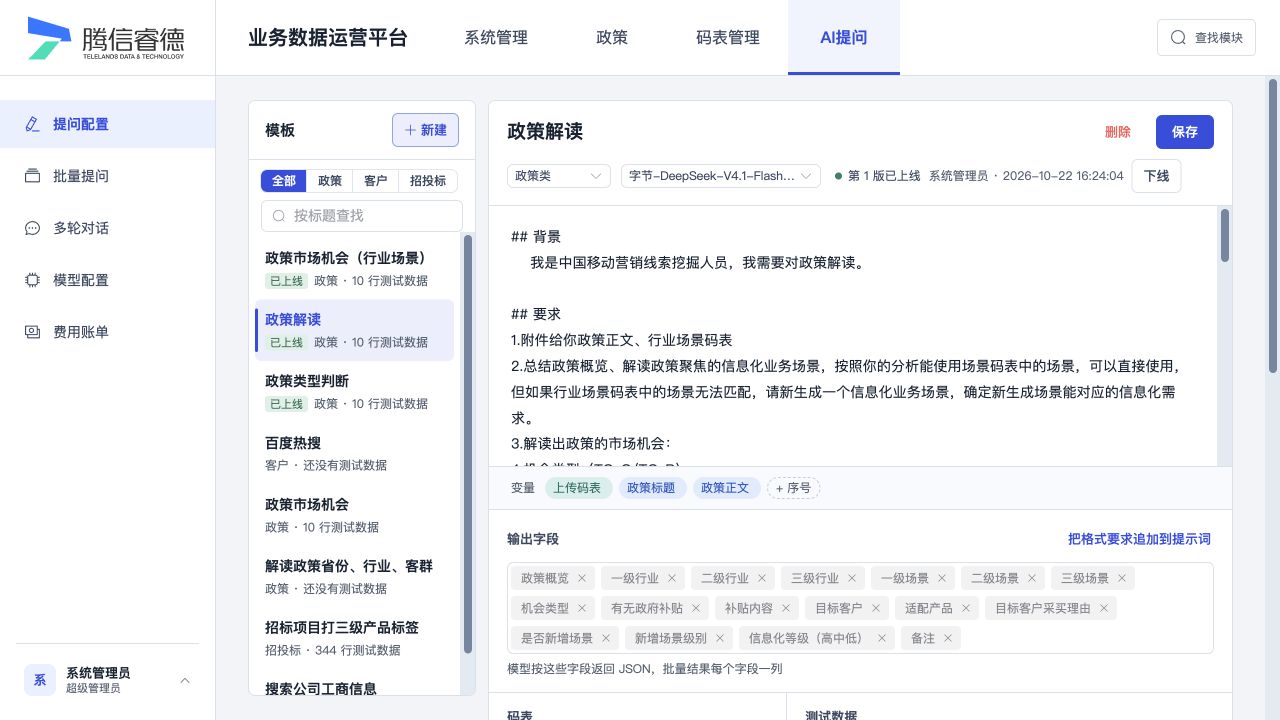 腾信睿德
TELELANDS DATA & TECHNOLOGY
业务数据运营平台
系统管理
政策
码表管理
AI提问
查找模块
提问配置
批量提问
多轮对话
模型配置
费用账单
系
系统管理员
超级管理员
模板
新建
全部 政策 客户 招投标
按标题查找
政策市场机会（行业场景）
已上线 政策 · 10 行测试数据
政策解读
已上线 政策 · 10 行测试数据
政策类型判断
已上线 政策 · 10 行测试数据
百度热搜
客户 · 还没有测试数据
政策市场机会
政策 · 10 行测试数据
解读政策省份、行业、客群
政策 · 还没有测试数据
招标项目打三级产品标签
招投标 · 344 行测试数据
搜索公司工商信息
政策解读
删除
保存
政策类
字节-DeepSeek-V4.1-Flash...
第 1 版已上线 系统管理员 · 2026-10-22 16:24:04
下线
## 背景
我是中国移动营销线索挖掘人员，我需要对政策解读。
## 要求
1.附件给你政策正文、行业场景码表
2.总结政策概览、解读政策聚焦的信息化业务场景，按照你的分析能使用场景码表中的场景，可以直接使用，
但如果行业场景码表中的场景无法匹配，请新生成一个信息化业务场景，确定新生成场景能对应的信息化需
求。
3.解读出政策的市场机会：
变量 上传码表 政策标题 政策正文 + 序号
输出字段
把格式要求追加到提示词
政策概览 一级行业 二级行业 三级行业 一级场景 二级场景 三级场景
机会类型 有无政府补贴 补贴内容 目标客户 适配产品 目标客户采买理由
是否新增场景 新增场景级别 信息化等级（高中低） 备注
模型按这些字段返回 JSON，批量结果每个字段一列
码表
测试数据